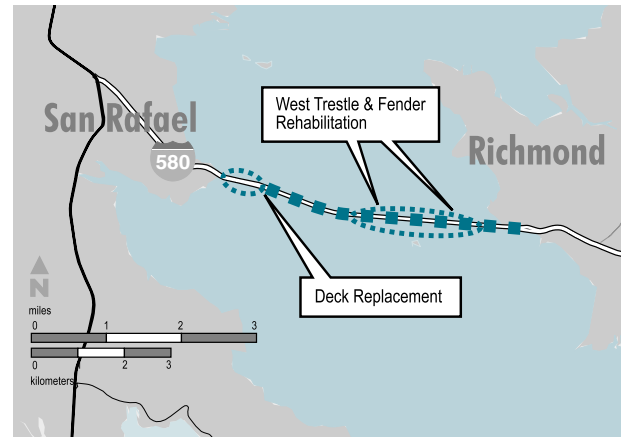 San Rafael
580
West Trestle & Fender
Rehabilitation
Richmond
Deck Replacement
N
miles
0 1 2 3
0 1 2 3
kilometers